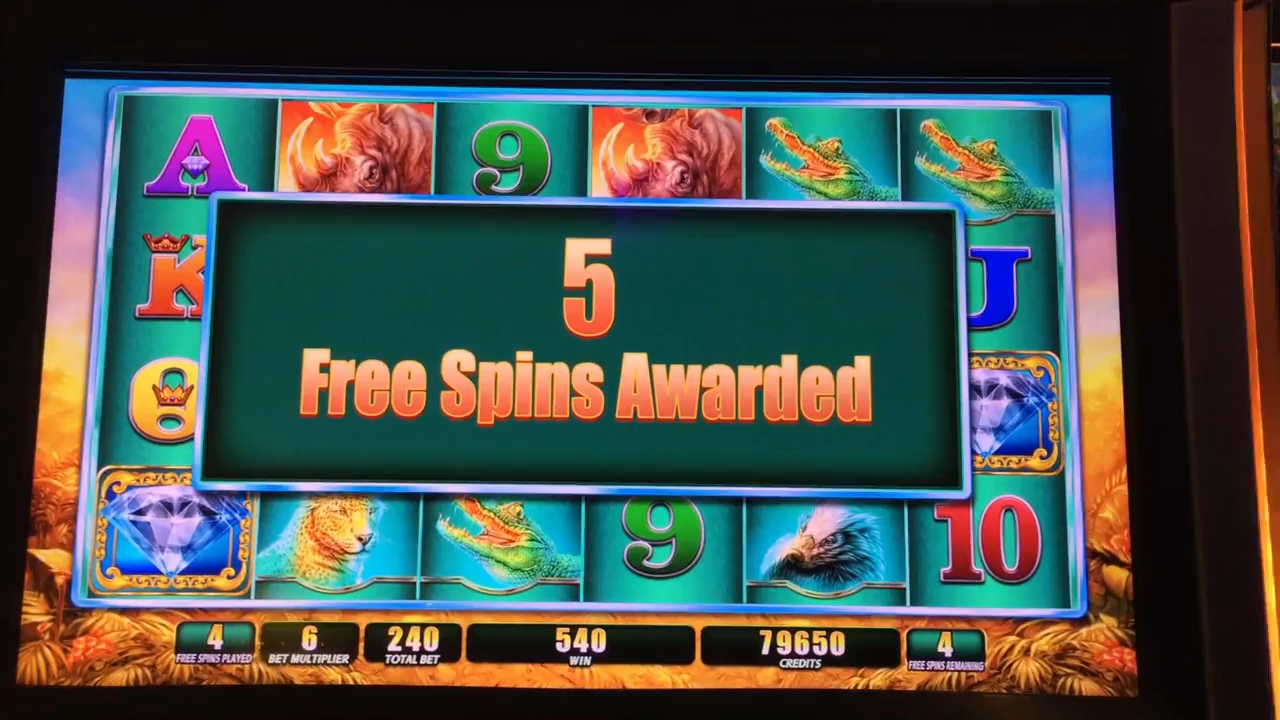 A 9
5
Free Spins Awarded
K J
Q
9 10
4 6 240 540 79650 4
FREE SPINS PLAYED BET MULTIPLIER TOTAL BET WIN CREDITS FREE SPINS REMAINING